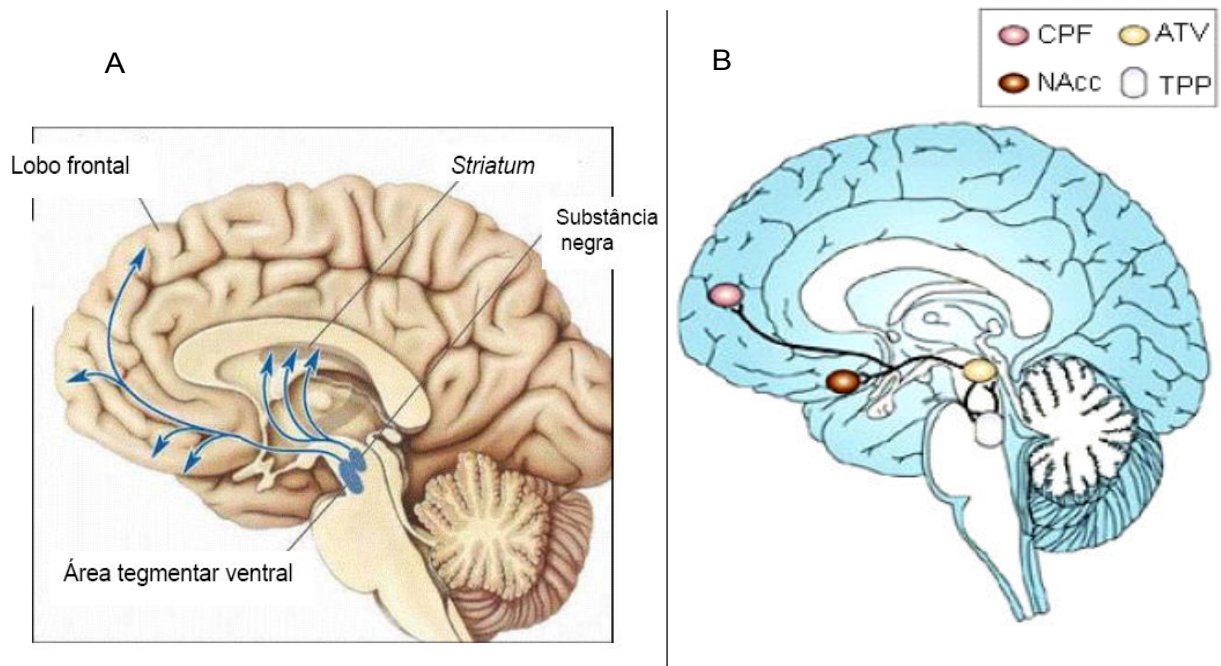 A
Lobo frontal
Striatum
Substância
negra
Área tegmentar ventral
B
CPF ATV
NAcc TPP